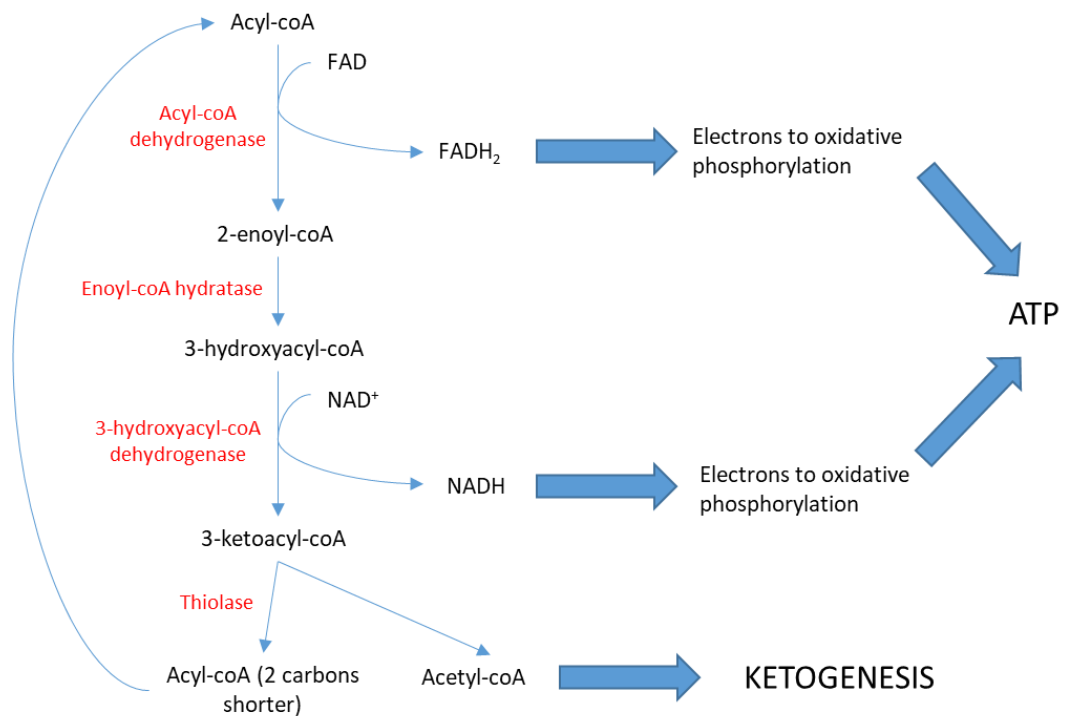 Acyl-coA
FAD
Acyl-coA
dehydrogenase
FADH₂
Electrons to oxidative
phosphorylation
2-enoyl-coA
Enoyl-coA hydratase
ATP
3-hydroxyacyl-coA
NAD⁺
3-hydroxyacyl-coA
dehydrogenase
NADH
Electrons to oxidative
phosphorylation
3-ketoacyl-coA
Thiolase
Acyl-coA (2 carbons
shorter)
Acetyl-coA
KETOGENESIS